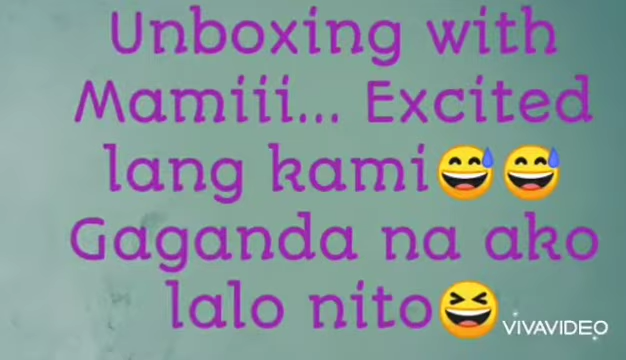 Unboxing with
Mamiii... Excited
lang kami😅😅
Gaganda na ako
lalo nito😆
VIVAVIDEO